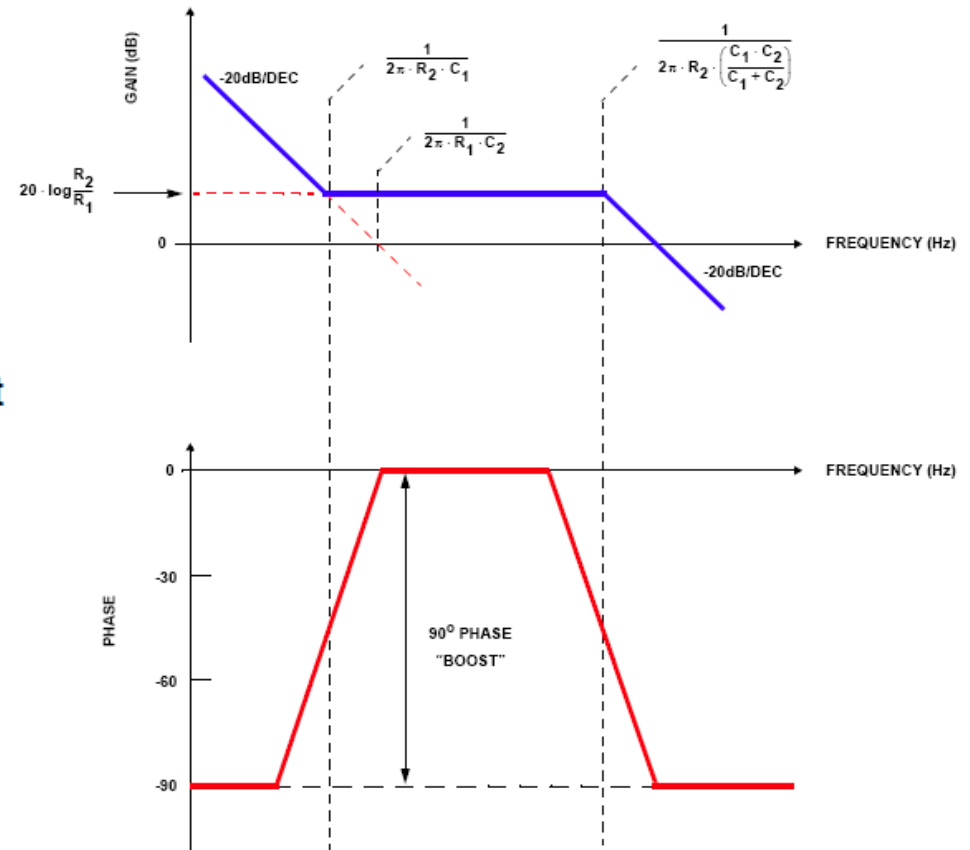 GAIN (dB)
-20dB/DEC
1
2π · R2 · C1
1
2π · R1 · C2
1
2π · R2 · (C1 · C2
C1 + C2)
20 · log R2
R1
0
FREQUENCY (Hz)
-20dB/DEC
t
0
FREQUENCY (Hz)
-30
PHASE
90O PHASE
"BOOST"
-60
-90